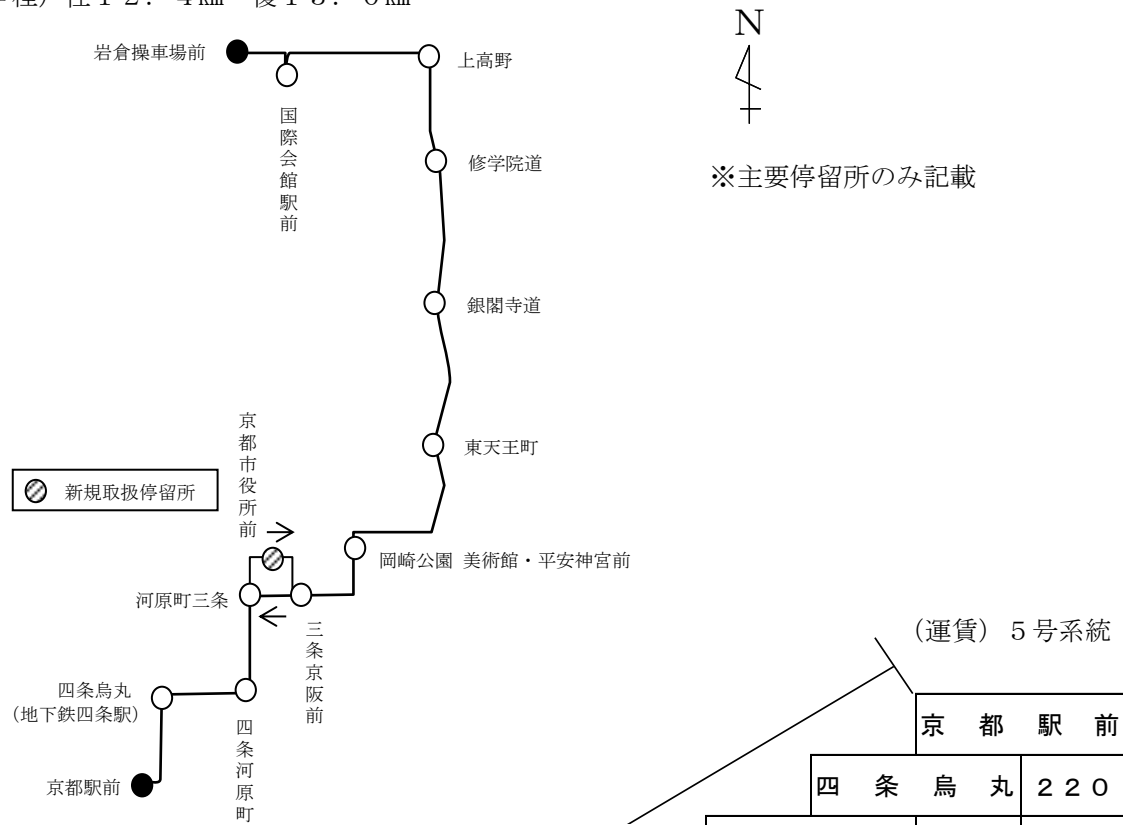 程）往１２．４㎞ 復１３．０㎞
N
岩倉操車場前
上高野
国際会館駅前
修学院道
※主要停留所のみ記載
銀閣寺道
京都市役所前
東天王町
新規取扱停留所
岡崎公園 美術館・平安神宮前
河原町三条
三条京阪前
（運賃）５号系統
四条烏丸
（地下鉄四条駅）
四条河原町
京都駅前
京都駅前
四条烏丸 ２２０